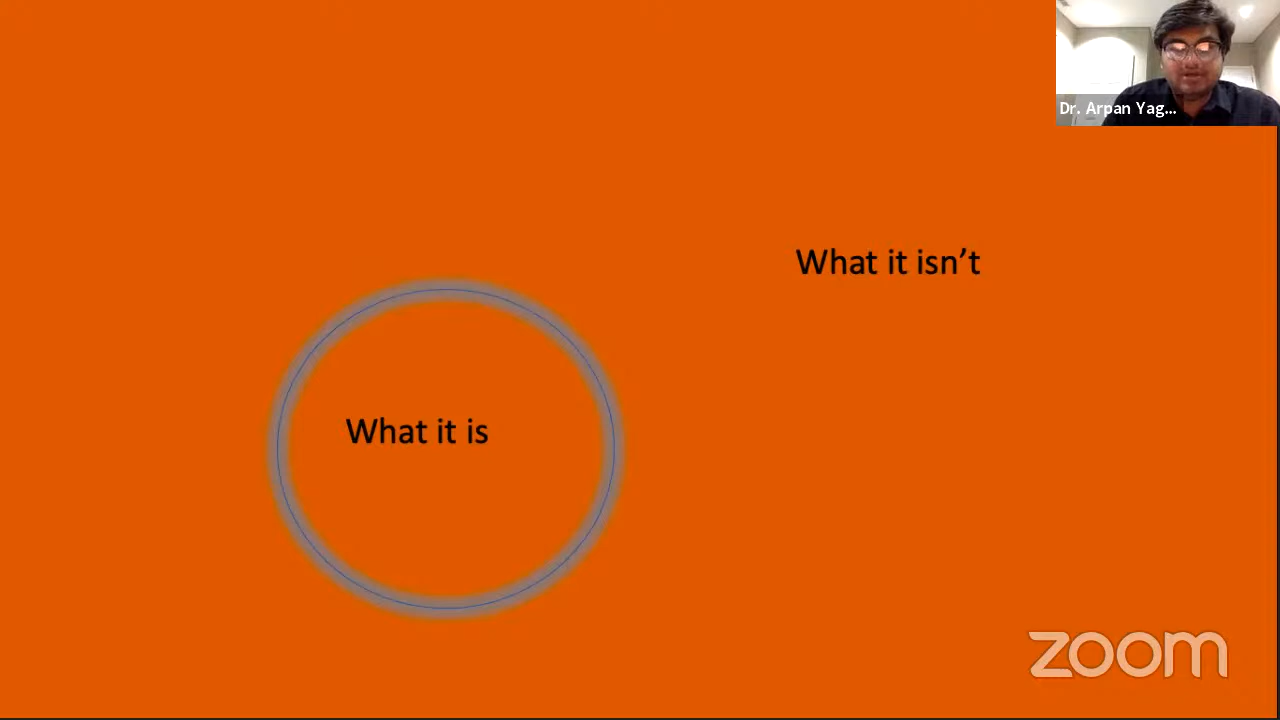 Dr. Arpan Yag...
What it isn’t
What it is
zoom